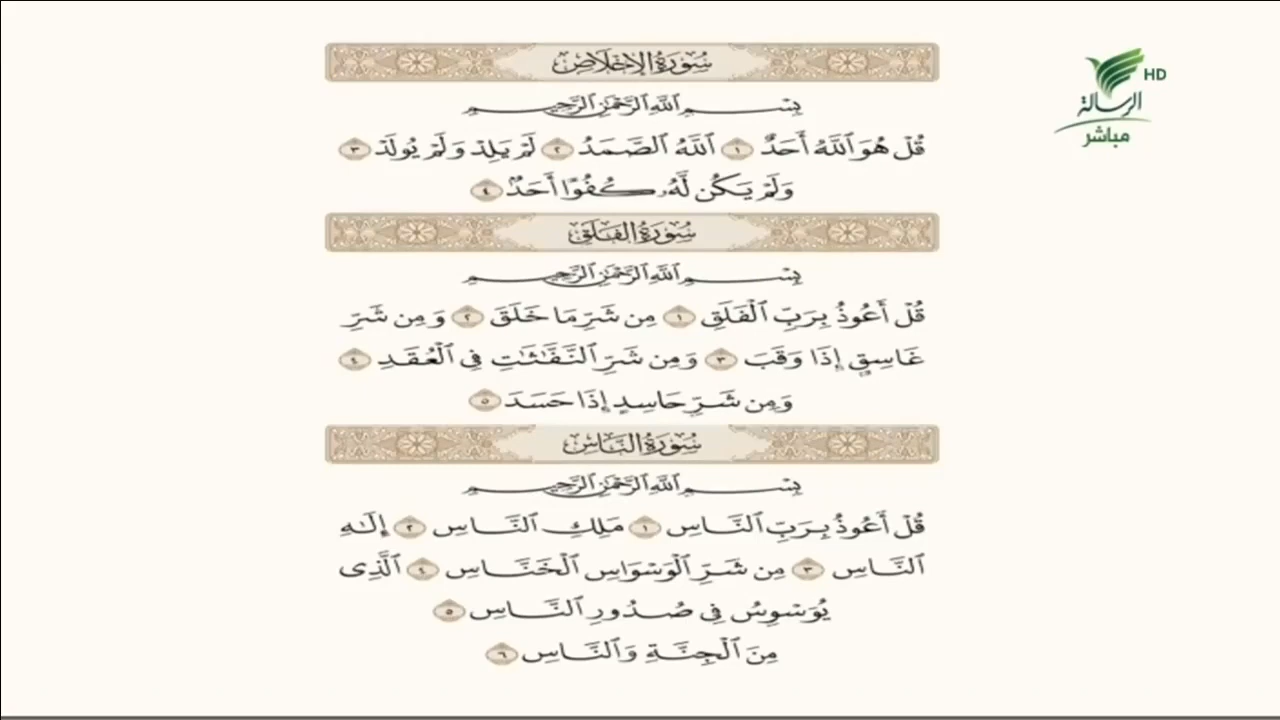 سُورَةُ الإِخْلَاصِ
بِسْمِ ٱللَّهِ ٱلرَّحْمَٰنِ ٱلرَّحِيمِ
قُلْ هُوَ ٱللَّهُ أَحَدٌ ١ ٱللَّهُ ٱلصَّمَدُ ٢ لَمْ يَلِدْ وَلَمْ يُولَدْ ٣
وَلَمْ يَكُن لَّهُۥ كُفُوًا أَحَدٌۢ ٤
سُورَةُ الفَلَقِ
بِسْمِ ٱللَّهِ ٱلرَّحْمَٰنِ ٱلرَّحِيمِ
قُلْ أَعُوذُ بِرَبِّ ٱلْفَلَقِ ١ مِن شَرِّ مَا خَلَقَ ٢ وَمِن شَرِّ
غَاسِقٍ إِذَا وَقَبَ ٣ وَمِن شَرِّ ٱلنَّفَّٰثَٰتِ فِى ٱلْعُقَدِ ٤
وَمِن شَرِّ حَاسِدٍ إِذَا حَسَدَ ٥
سُورَةُ النَّاسِ
بِسْمِ ٱللَّهِ ٱلرَّحْمَٰنِ ٱلرَّحِيمِ
قُلْ أَعُوذُ بِرَبِّ ٱلنَّاسِ ١ مَلِكِ ٱلنَّاسِ ٢ إِلَٰهِ
ٱلنَّاسِ ٣ مِن شَرِّ ٱلْوَسْوَاسِ ٱلْخَنَّاسِ ٤ ٱلَّذِى
يُوَسْوِسُ فِى صُدُورِ ٱلنَّاسِ ٥
مِنَ ٱلْجِنَّةِ وَٱلنَّاسِ ٦
HD
الرسالة
مباشر